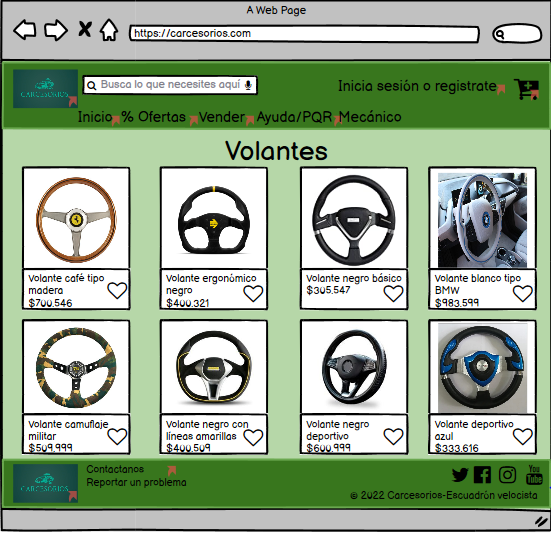 A Web Page
https://carcesorios.com
CARCESORIOS
Busca lo que necesites aquí
Inicia sesión o registrate
Inicio % Ofertas Vender Ayuda/PQR Mecánico
Volantes
Volante café tipo
madera
$700.546
Volante ergonómico
negro
$400.321
Volante negro básico
$305.547
Volante blanco tipo
BMW
$983.599
Volante camuflaje
militar
$509.999
Volante negro con
líneas amarillas
$400.509
Volante negro
deportivo
$600.999
Volante deportivo
azul
$333.616
CARCESORIOS
Contactanos
Reportar un problema
You
Tube
© 2022 Carcesorios-Escuadrón velocista